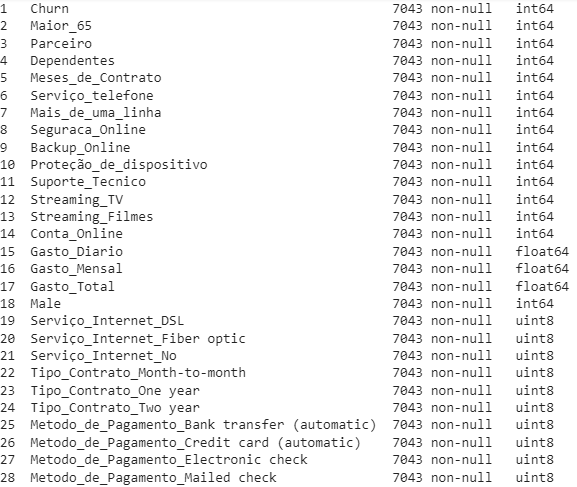 1 Churn 7043 non-null int64
2 Maior_65 7043 non-null int64
3 Parceiro 7043 non-null int64
4 Dependentes 7043 non-null int64
5 Meses_de_Contrato 7043 non-null int64
6 Serviço_telefone 7043 non-null int64
7 Mais_de_uma_linha 7043 non-null int64
8 Seguraca_Online 7043 non-null int64
9 Backup_Online 7043 non-null int64
10 Proteção_de_dispositivo 7043 non-null int64
11 Suporte_Tecnico 7043 non-null int64
12 Streaming_TV 7043 non-null int64
13 Streaming_Filmes 7043 non-null int64
14 Conta_Online 7043 non-null int64
15 Gasto_Diario 7043 non-null float64
16 Gasto_Mensal 7043 non-null float64
17 Gasto_Total 7043 non-null float64
18 Male 7043 non-null int64
19 Serviço_Internet_DSL 7043 non-null uint8
20 Serviço_Internet_Fiber optic 7043 non-null uint8
21 Serviço_Internet_No 7043 non-null uint8
22 Tipo_Contrato_Month-to-month 7043 non-null uint8
23 Tipo_Contrato_One year 7043 non-null uint8
24 Tipo_Contrato_Two year 7043 non-null uint8
25 Metodo_de_Pagamento_Bank transfer (automatic) 7043 non-null uint8
26 Metodo_de_Pagamento_Credit card (automatic) 7043 non-null uint8
27 Metodo_de_Pagamento_Electronic check 7043 non-null uint8
28 Metodo_de_Pagamento_Mailed check 7043 non-null uint8